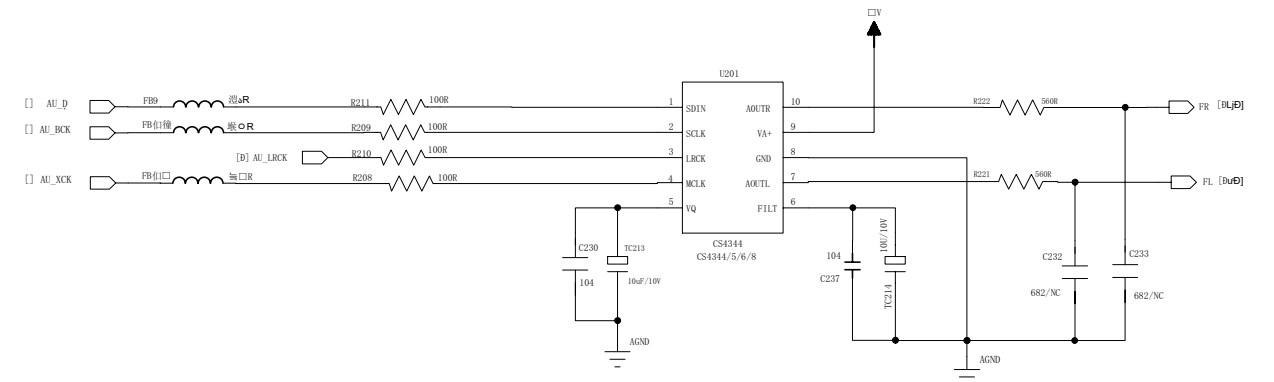 U201
AU_D
FB9
R211
100R
1
SDIN
AOUTR
10
R222
560R
FR
AU_BCK
R209
100R
2
SCLK
VA+
9
AU_LRCK
R210
100R
3
LRCK
GND
8
AU_XCK
R208
100R
4
MCLK
AOUTL
7
R221
560R
FL
5
VQ
FILT
6
CS4344
CS4344/5/6/8
C230
104
TC213
10uF/10V
AGND
104
C237
10U/10V
TC214
C232
682/NC
C233
682/NC
AGND